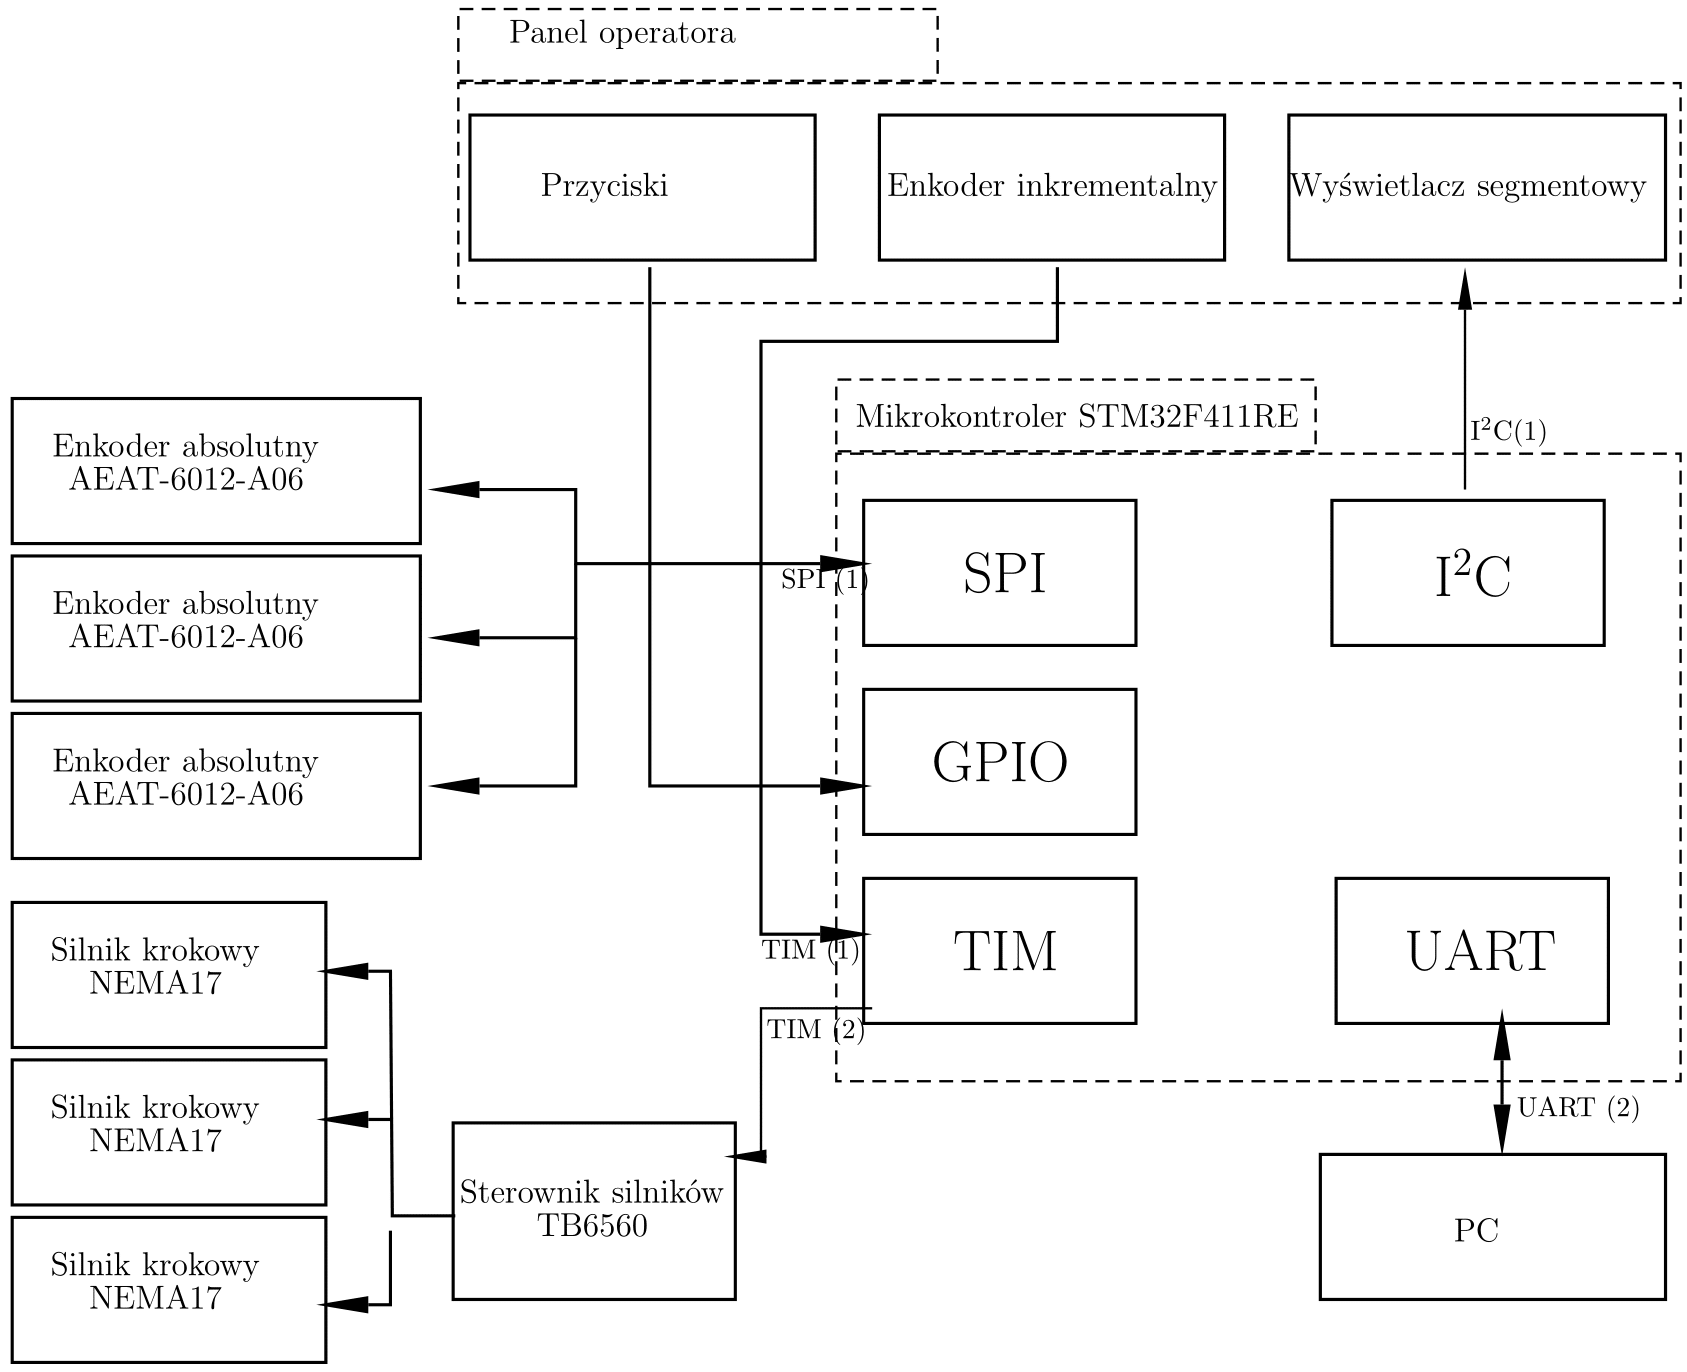 Panel operatora
Przyciski
Enkoder inkrementalny
Wyświetlacz segmentowy
Mikrokontroler STM32F411RE
I²C(1)
Enkoder absolutny
AEAT-6012-A06
SPI (1)
SPI
I²C
Enkoder absolutny
AEAT-6012-A06
GPIO
Enkoder absolutny
AEAT-6012-A06
TIM (1)
TIM
UART
Silnik krokowy
NEMA17
TIM (2)
Silnik krokowy
NEMA17
UART (2)
Sterownik silników
TB6560
PC
Silnik krokowy
NEMA17